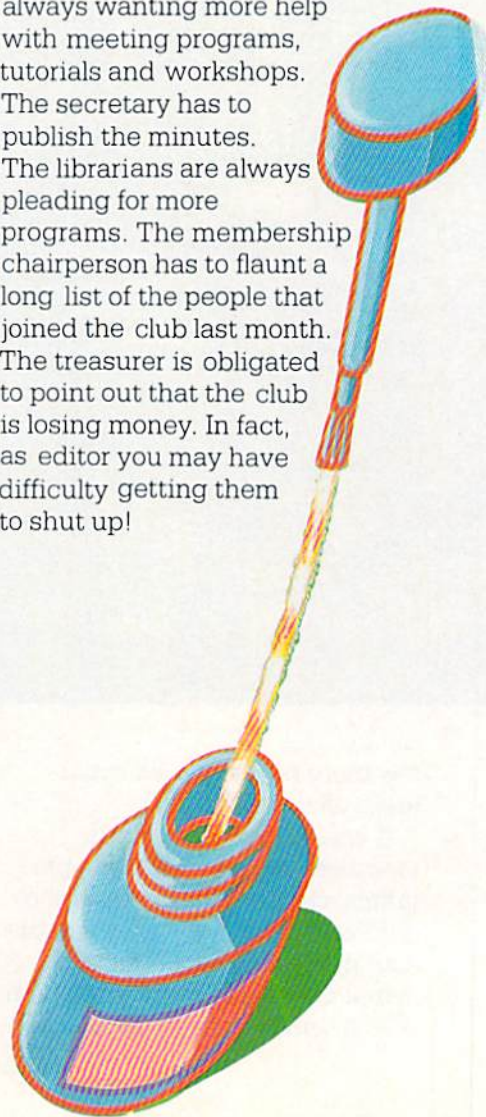 always wanting more help
with meeting programs,
tutorials and workshops.
The secretary has to
publish the minutes.
The librarians are always
pleading for more
programs. The membership
chairperson has to flaunt a
long list of the people that
joined the club last month.
The treasurer is obligated
to point out that the club
is losing money. In fact,
as editor you may have
difficulty getting them
to shut up!